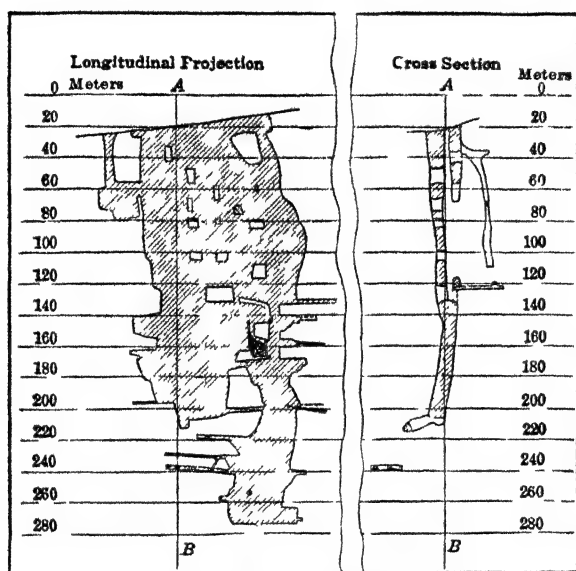 Longitudinal Projection
Cross Section
0 Meters A
A Meters 0
20 20
40 40
60 60
80 80
100 100
120 120
140 140
160 160
180 180
200 200
220 220
240 240
260 260
280 280
B B